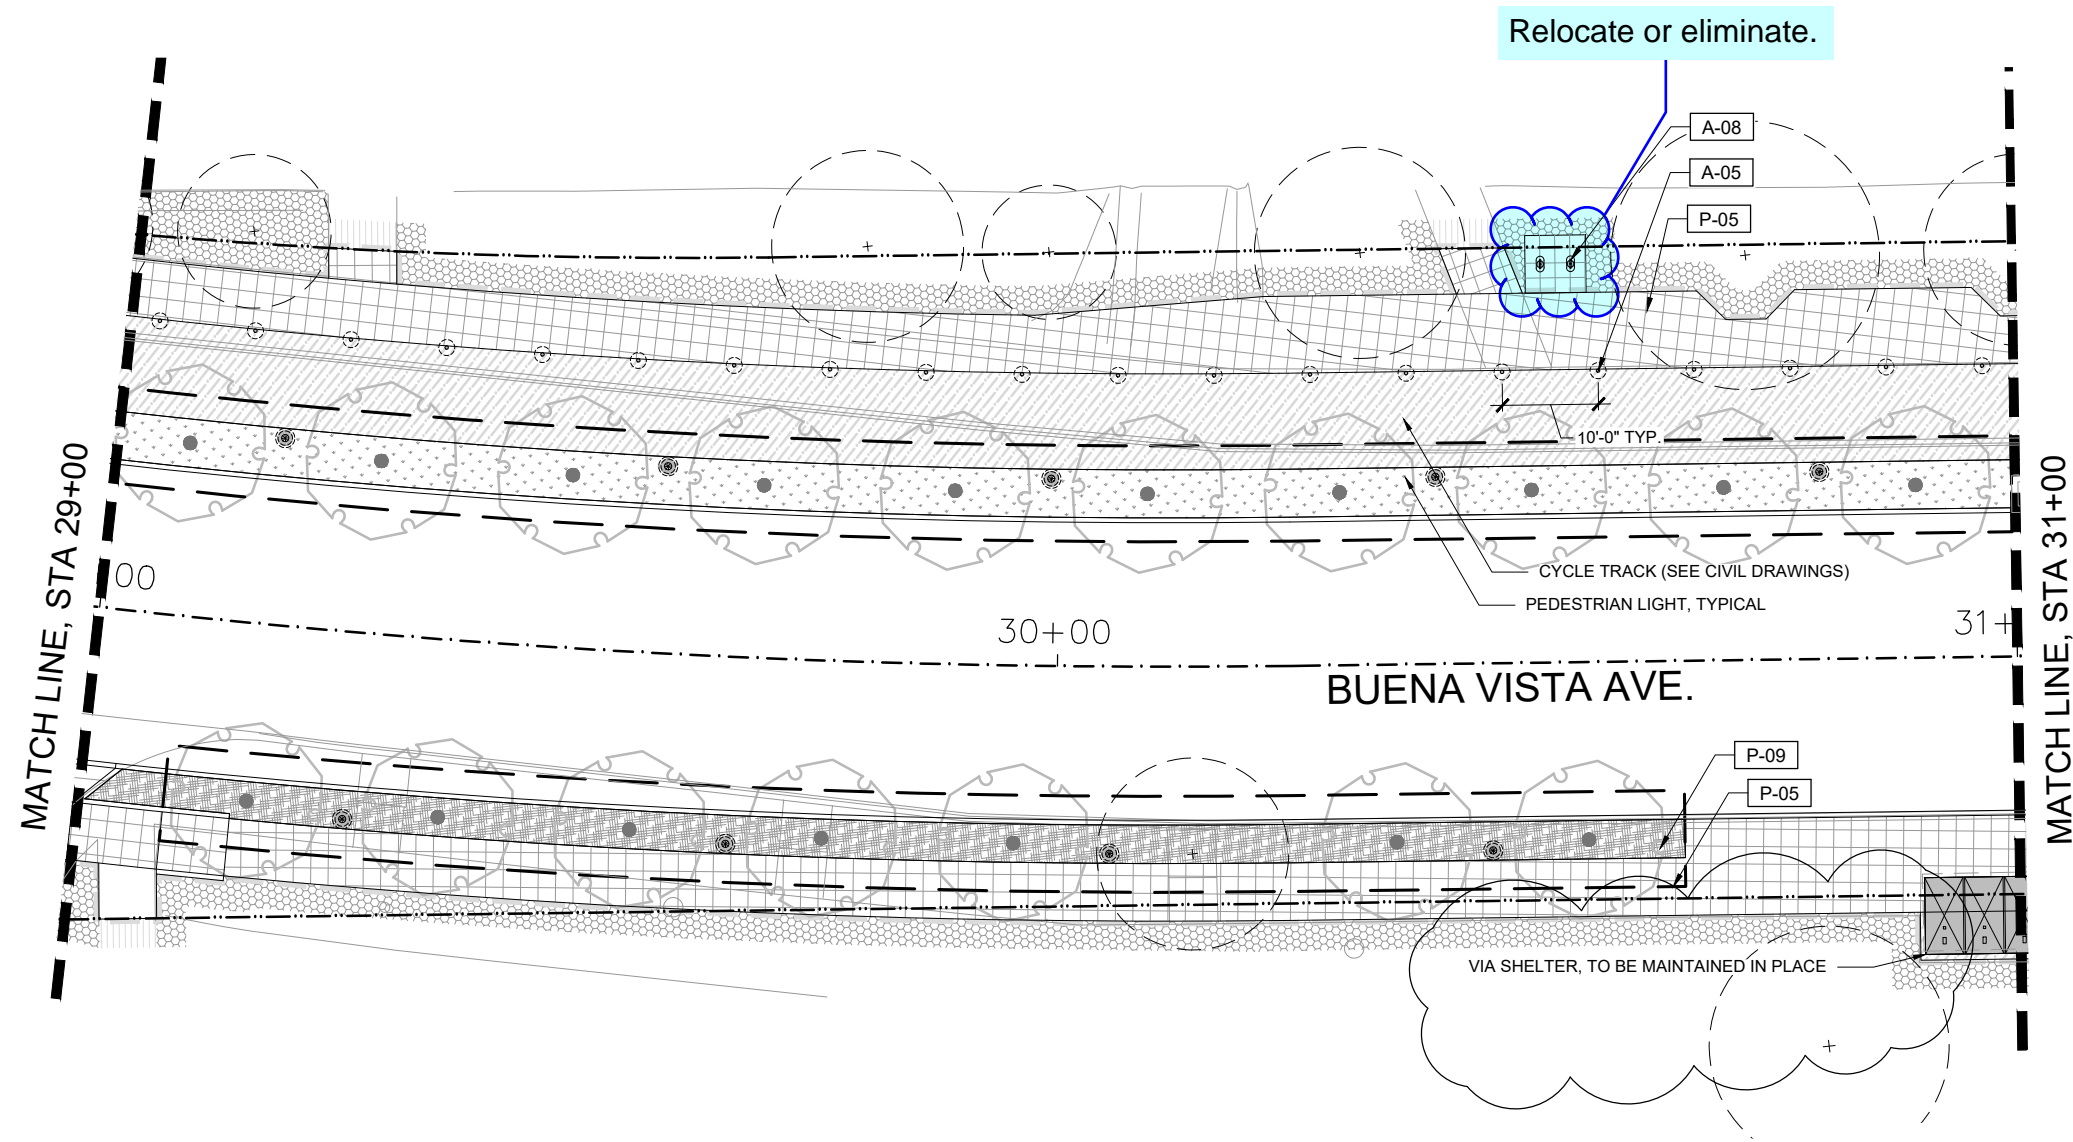 Relocate or eliminate.
A-08
A-05
P-05
10'-0" TYP.
MATCH LINE, STA 29+00
00
CYCLE TRACK (SEE CIVIL DRAWINGS)
PEDESTRIAN LIGHT, TYPICAL
30+00
31+
MATCH LINE, STA 31+00
BUENA VISTA AVE.
P-09
P-05
VIA SHELTER, TO BE MAINTAINED IN PLACE